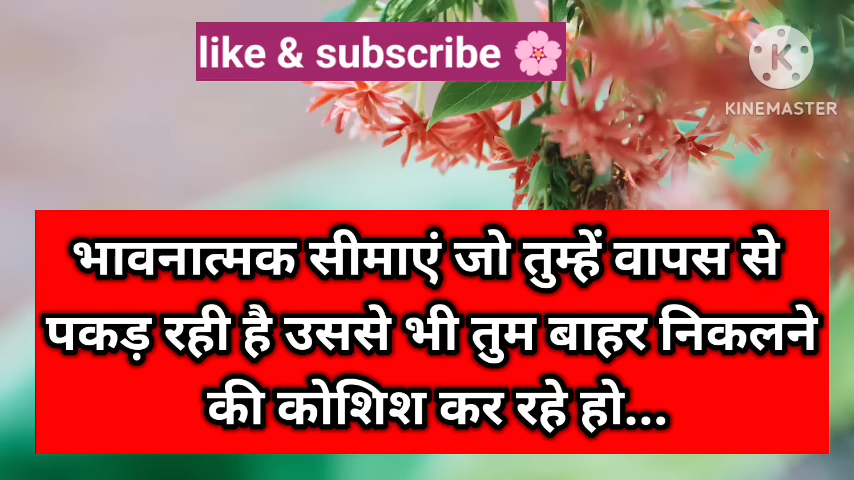 like & subscribe 🌸
KINEMASTER
भावनात्मक सीमाएं जो तुम्हें वापस से
पकड़ रही है उससे भी तुम बाहर निकलने
की कोशिश कर रहे हो...